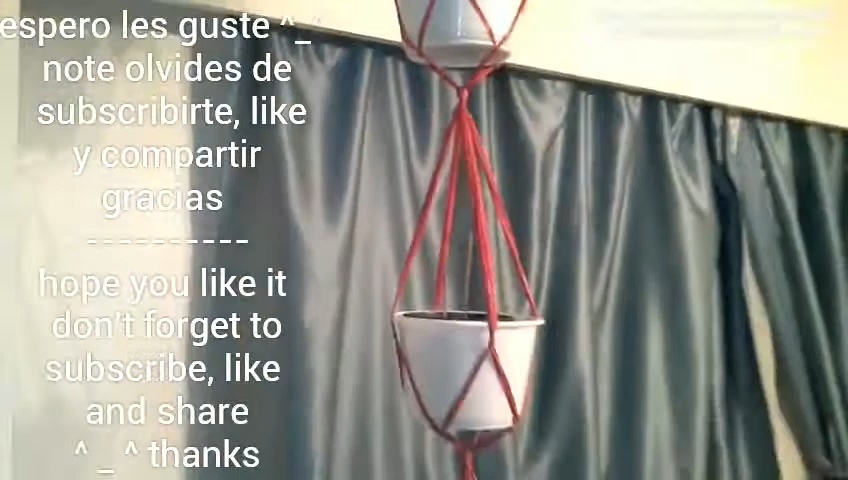 espero les guste ^_^
note olvides de
subscribirte, like
y compartir
gracias
----------
hope you like it
don't forget to
subscribe, like
and share
^ _ ^ thanks